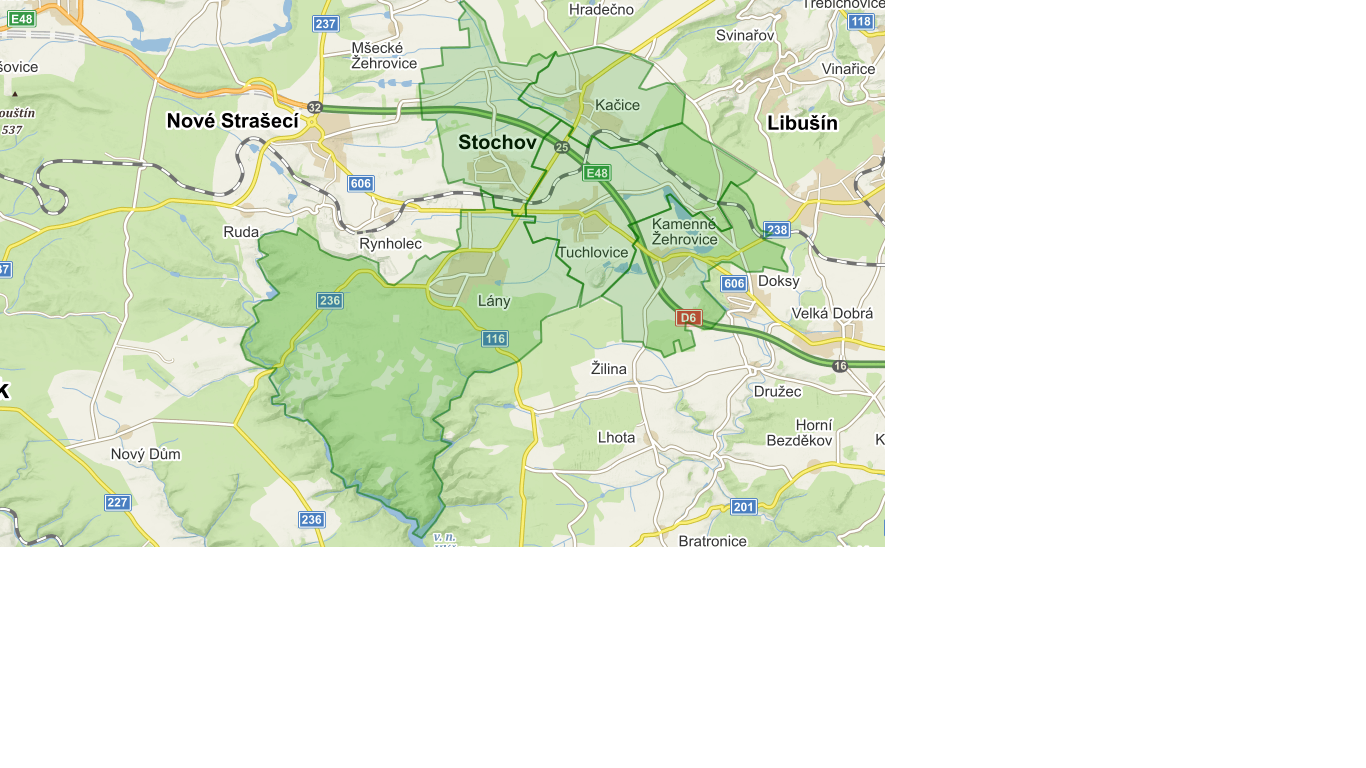 Hradečno
Třebichovice
E48
237
118
Svinařov
Mšecké
Žehrovice
Vinařice
Kačice
32
Nové Strašecí
Libušín
537
Stochov
25
E48
606
Ruda
Rynholec
Kamenné
Žehrovice
238
Tuchlovice
Doksy
606
236
Lány
Velká Dobrá
D6
116
16
Žilina
Družec
Horní
Bezděkov
Lhota
K
Nový Dům
227
236
201
v. n.
Bratronice